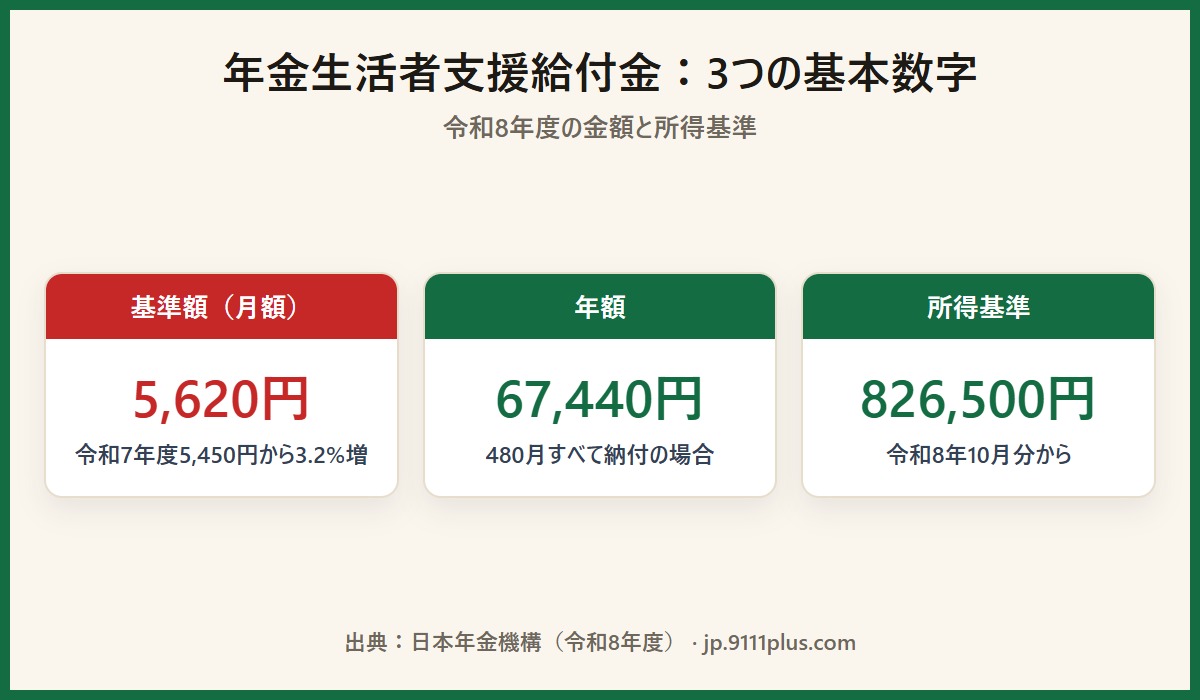 年金生活者支援給付金：3つの基本数字
令和8年度の金額と所得基準
基準額（月額）
5,620円
令和7年度5,450円から3.2%増
年額
67,440円
480月すべて納付の場合
所得基準
826,500円
令和8年10月分から
出典：日本年金機構（令和8年度） · jp.9111plus.com